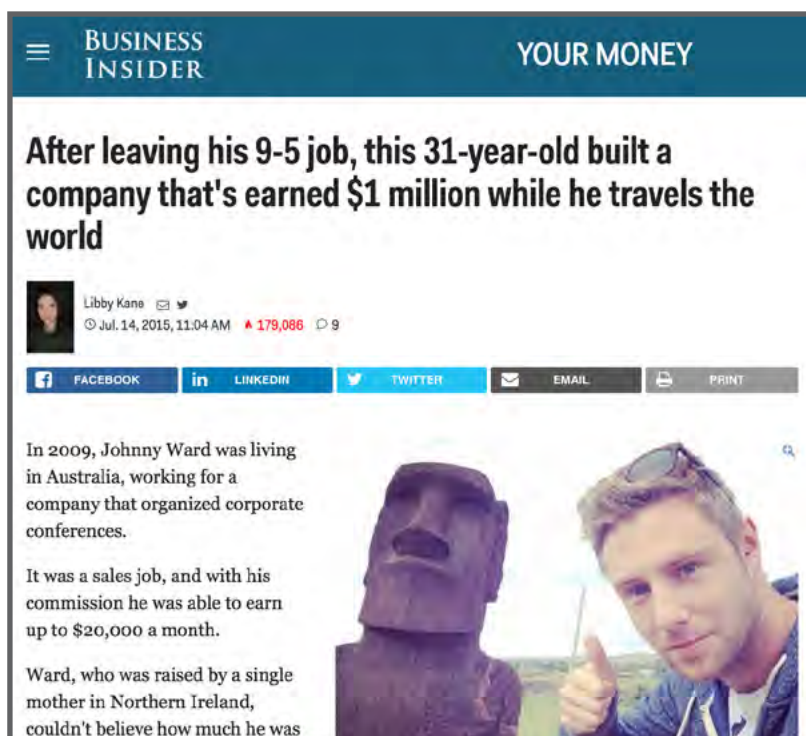 BUSINESS
INSIDER
YOUR MONEY
After leaving his 9-5 job, this 31-year-old built a
company that's earned $1 million while he travels the
world
Libby Kane
Jul. 14, 2015, 11:04 AM 179,086 9
FACEBOOK LINKEDIN TWITTER EMAIL PRINT
In 2009, Johnny Ward was living
in Australia, working for a
company that organized corporate
conferences.
It was a sales job, and with his
commission he was able to earn
up to $20,000 a month.
Ward, who was raised by a single
mother in Northern Ireland,
couldn't believe how much he was